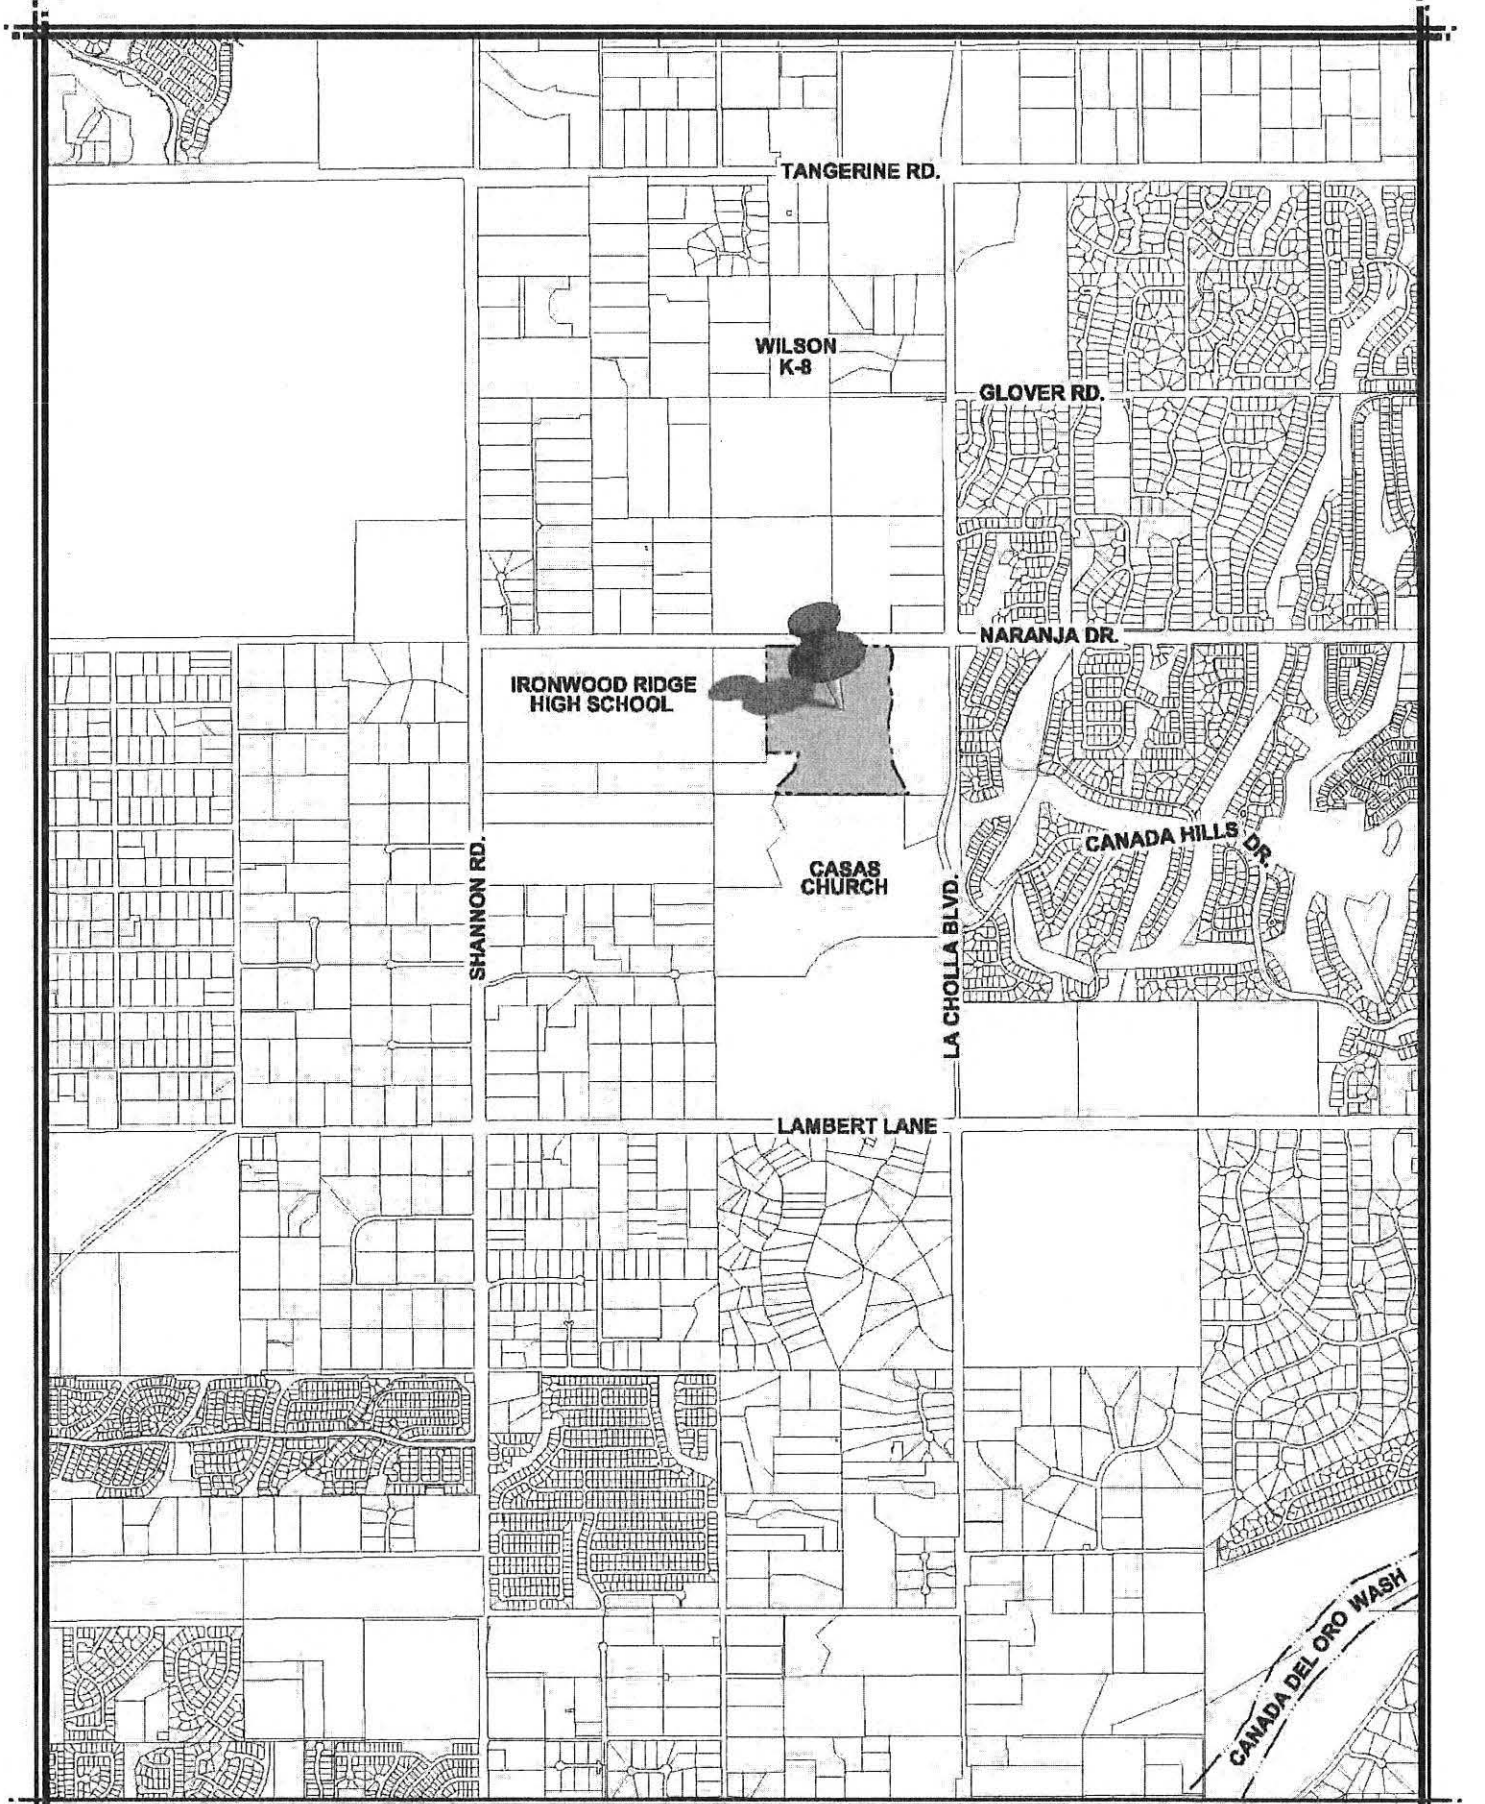 TANGERINE RD.
WILSON
K-8
GLOVER RD.
NARANJA DR.
IRONWOOD RIDGE
HIGH SCHOOL
CANADA HILLS DR.
SHANNON RD.
CASAS
CHURCH
LA CHOLLA BLVD.
LAMBERT LANE
CANADA DEL ORO WASH